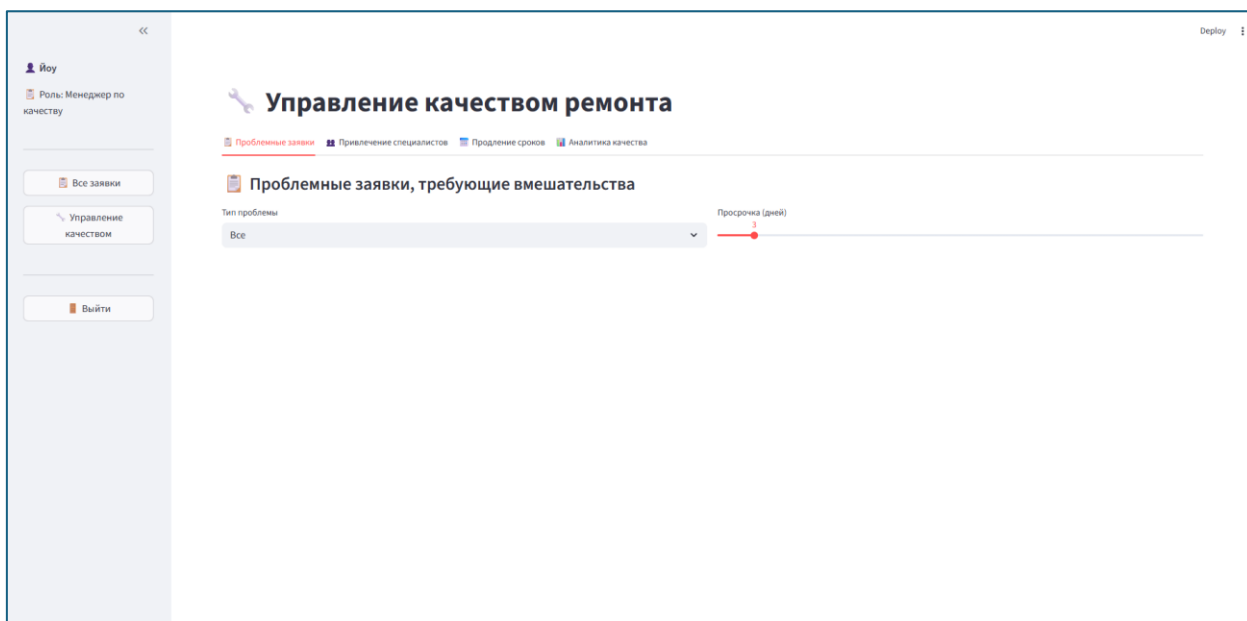 Deploy
Йоу
Роль: Менеджер по
качеству
Все заявки
Управление
качеством
Выйти
Управление качеством ремонта
Проблемные заявки Привлечение специалистов Продление сроков Аналитика качества
Проблемные заявки, требующие вмешательства
Тип проблемы
Все
Просрочка (дней)
3